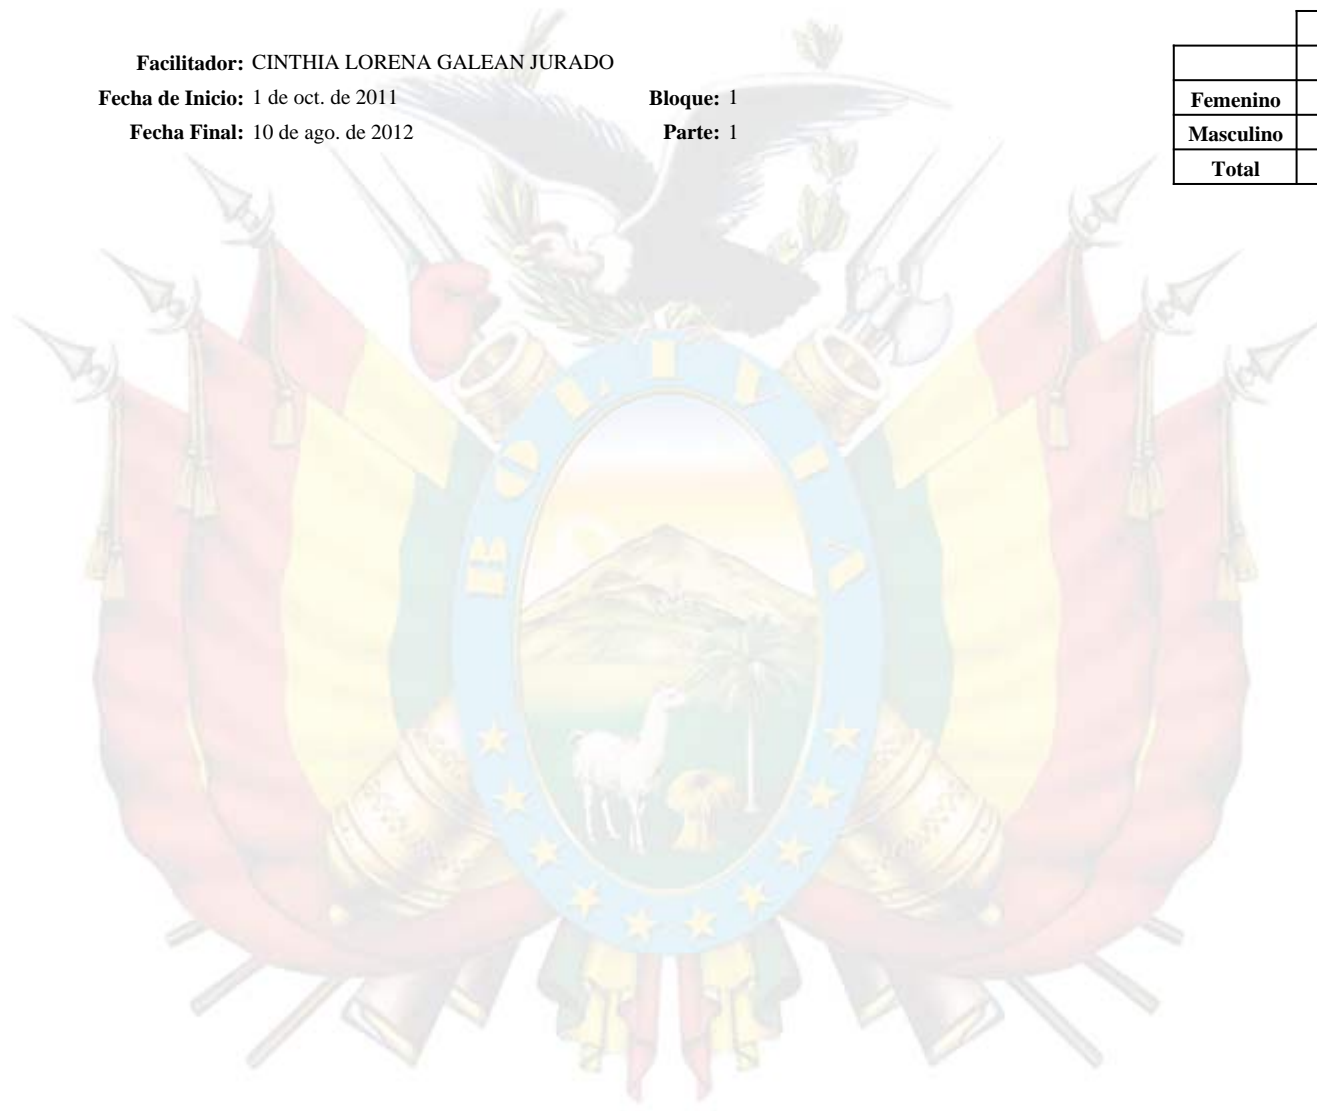 Facilitador: CINTHIA LORENA GALEAN JURADO
Fecha de Inicio: 1 de oct. de 2011 Bloque: 1
Fecha Final: 10 de ago. de 2012 Parte: 1
Femenino
Masculino
Total
BOLIVIA